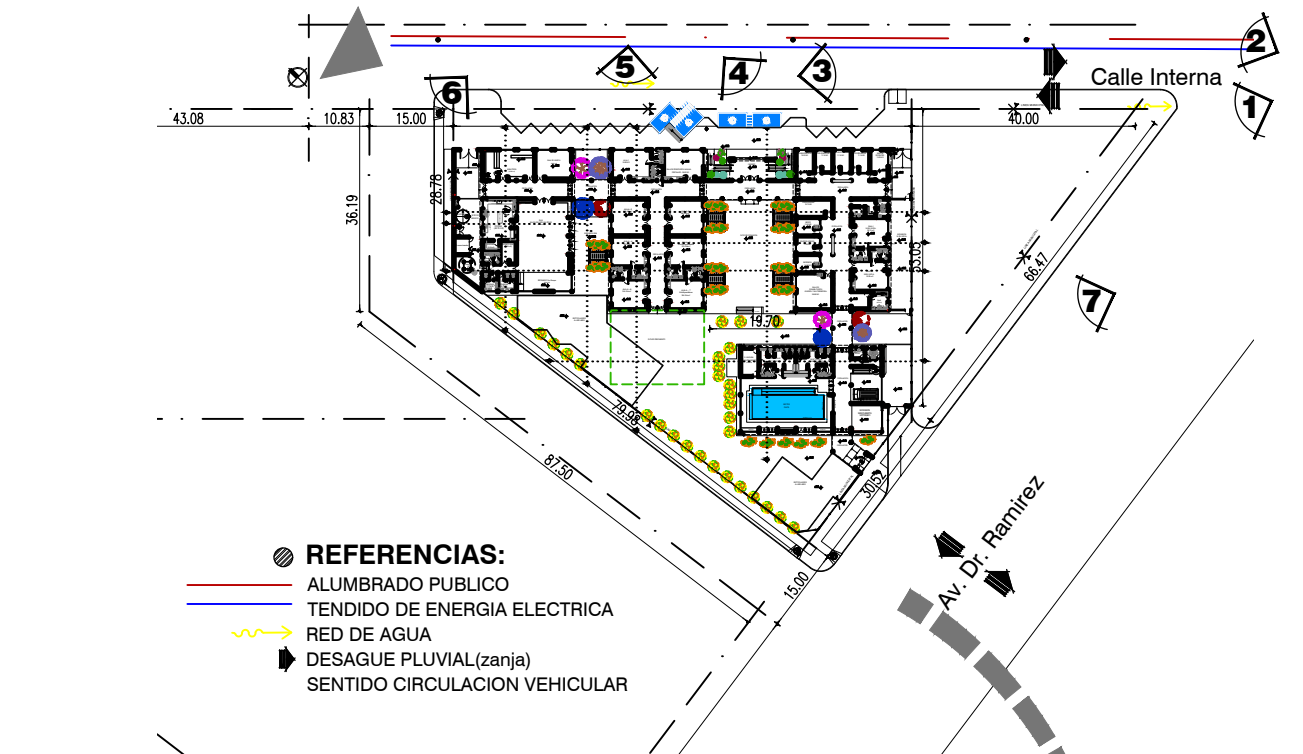 2
5
4
3
Calle Interna
6
1
43.08
10.83
15.00
40.00
28.78
36.19
53.05
66.47
7
19.70
79.98
87.50
30.52
Av. Dr. Ramirez
15.00
REFERENCIAS:
ALUMBRADO PUBLICO
TENDIDO DE ENERGIA ELECTRICA
RED DE AGUA
DESAGUE PLUVIAL(zanja)
SENTIDO CIRCULACION VEHICULAR